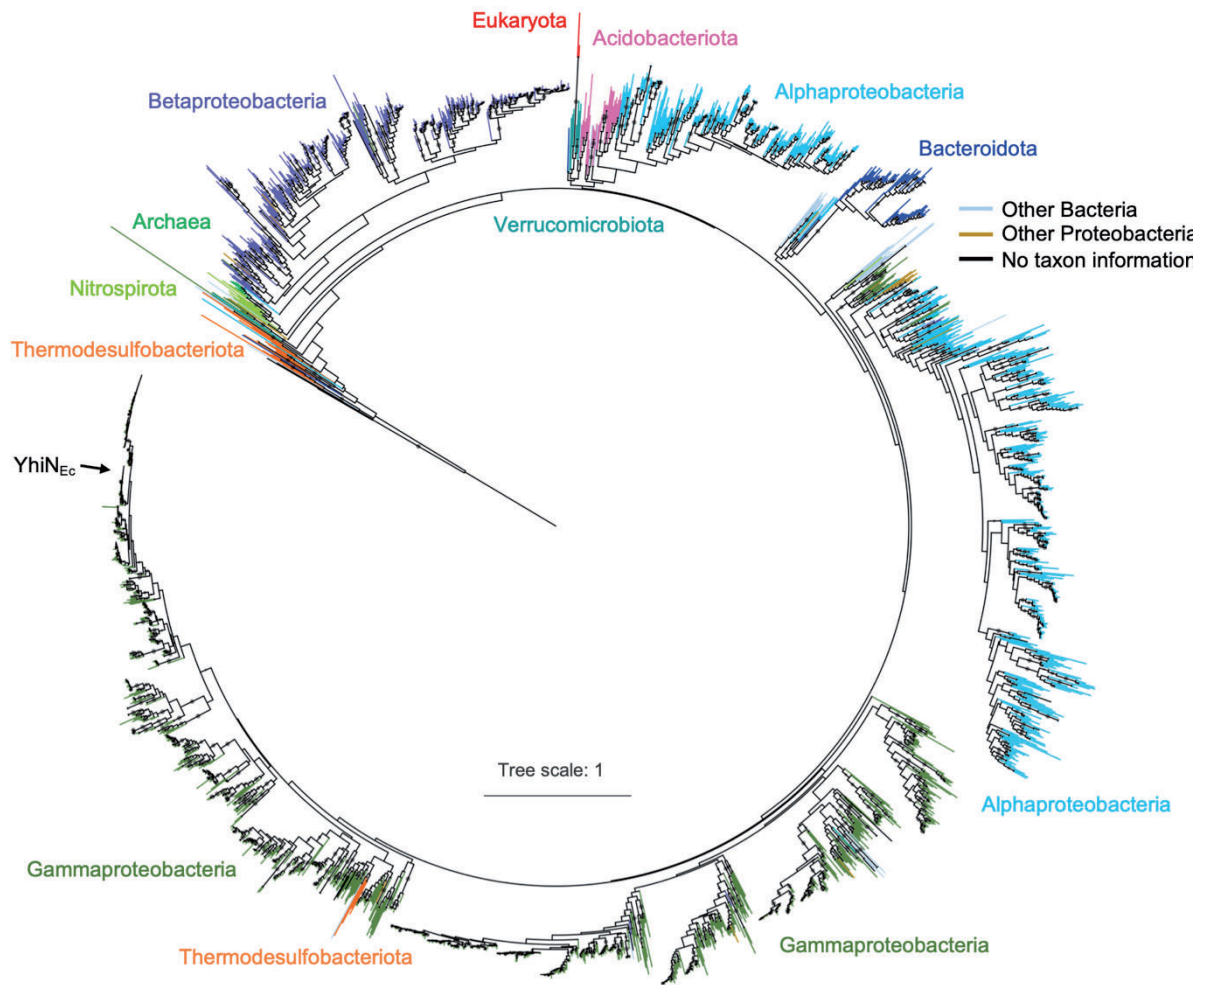 Eukaryota
Acidobacteriota
Betaproteobacteria
Alphaproteobacteria
Bacteroidota
Other Bacteria
Other Proteobacteria
No taxon information
Archaea
Verrucomicrobiota
Nitrospirota
Thermodesulfobacteriota
YhiNEc
Tree scale: 1
Alphaproteobacteria
Gammaproteobacteria
Gammaproteobacteria
Thermodesulfobacteriota